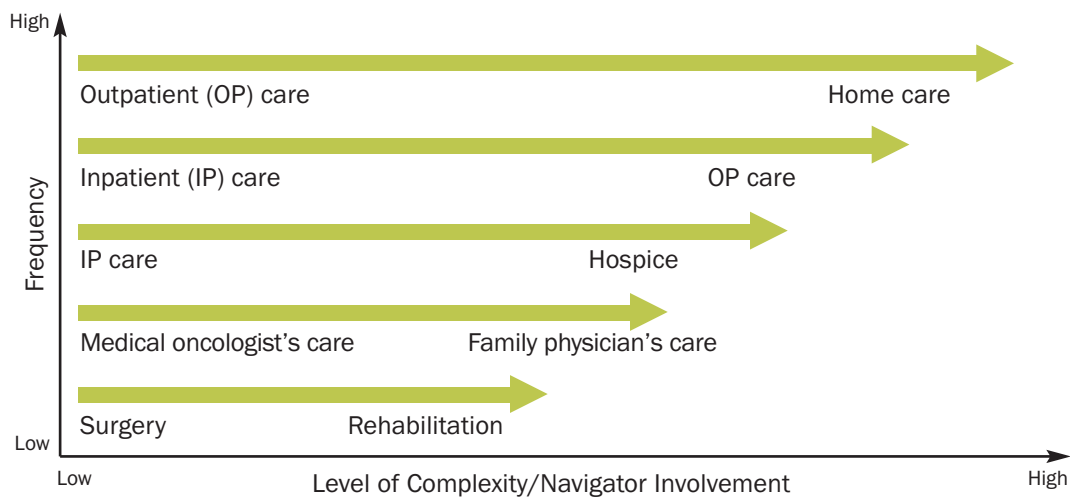 High
Outpatient (OP) care
Home care
Inpatient (IP) care
OP care
Frequency
IP care
Hospice
Medical oncologist's care
Family physician's care
Surgery
Rehabilitation
Low
Low
Level of Complexity/Navigator Involvement
High